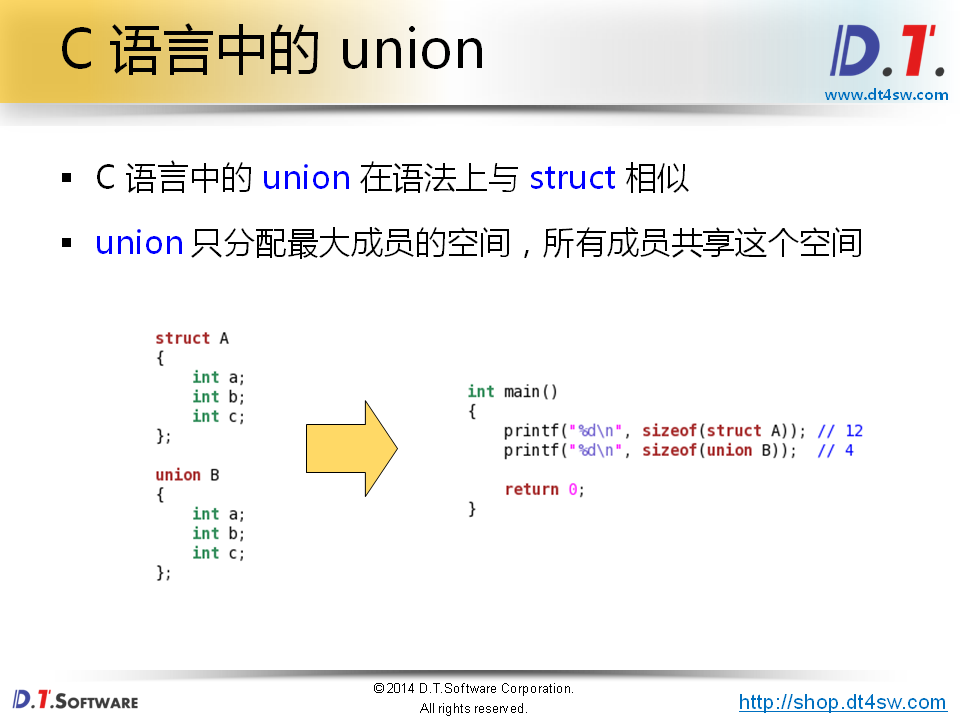 C 语言中的 union
D.T.
www.dt4sw.com
▪ C 语言中的 union 在语法上与 struct 相似
▪ union 只分配最大成员的空间，所有成员共享这个空间
struct A
{
    int a;
    int b;
    int c;
};
union B
{
    int a;
    int b;
    int c;
};
int main()
{
    printf("%d\n", sizeof(struct A)); // 12
    printf("%d\n", sizeof(union B));  // 4
    return 0;
}
D.T.SOFTWARE
©2014 D.T.Software Corporation.
All rights reserved.
http://shop.dt4sw.com